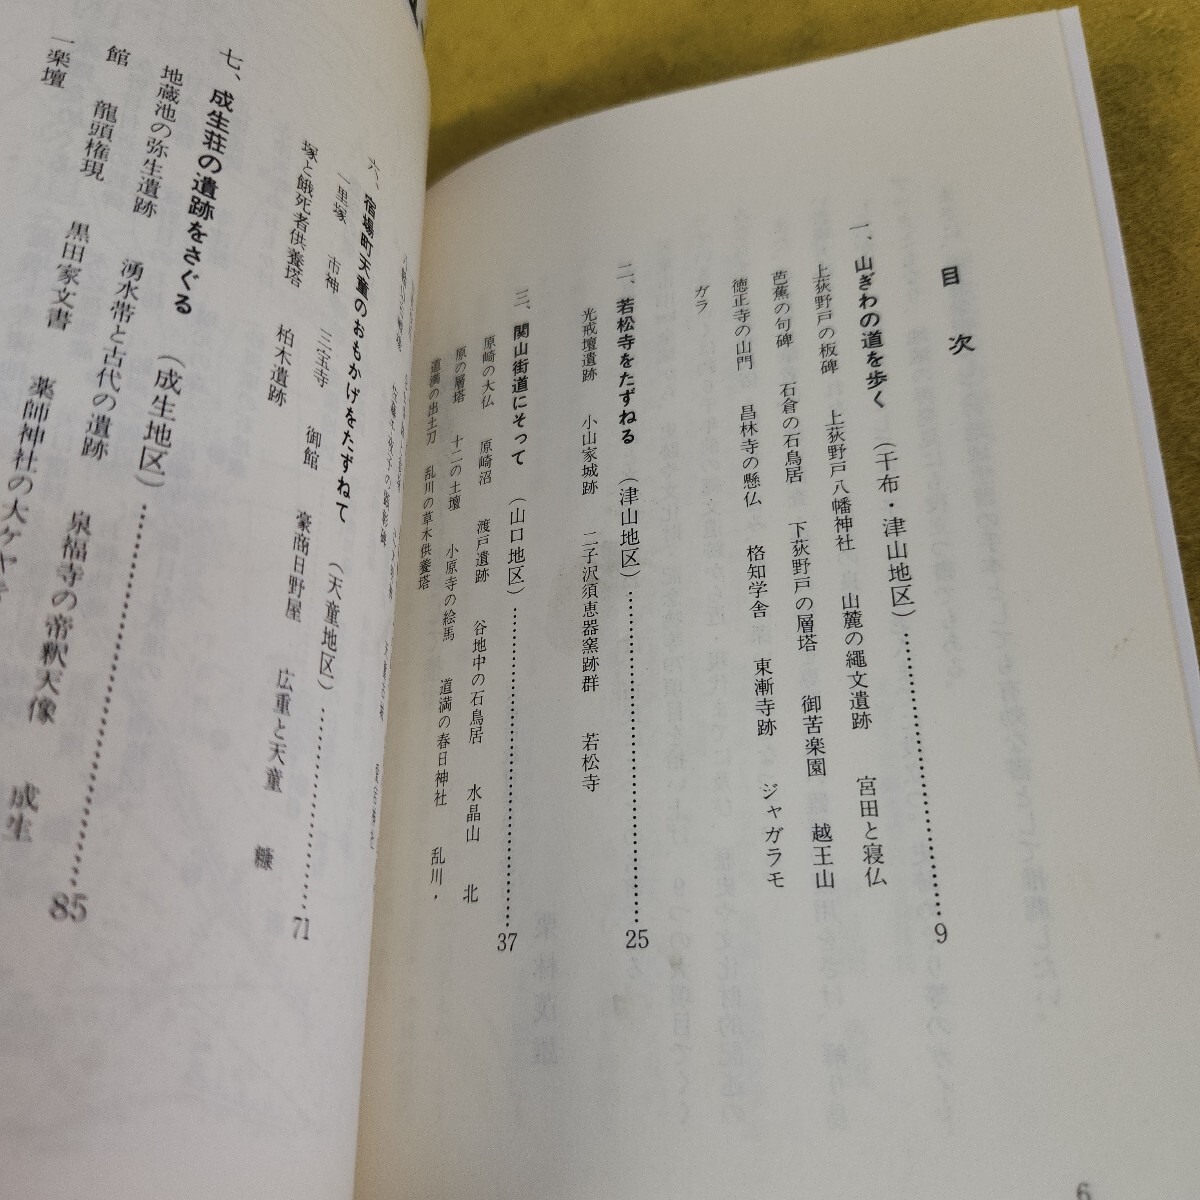 目次
一、山ぎわの道を歩く（干布・津山地区）……………9
上荻野戸の板碑　上荻野戸八幡神社　山麓の縄文遺跡　宮田と寝仏
芭蕉の句碑　石倉の石鳥居　下荻野戸の層塔　御苦楽園　越王山
徳正寺の山門　昌林寺の懸仏　格知学舎　東漸寺跡　ジャガラモ
ガラ
二、若松寺をたずねる（津山地区）……………25
光戒壇遺跡　小山家城跡　二子沢須恵器窯跡群　若松寺
三、関山街道にそって（山口地区）……………37
原崎の大仏　原崎沼　渡戸遺跡　谷地中の石鳥居　水晶山　北
原の層塔　十二の土壇　小原寺の絵馬　道満の春日神社　乱川・
道満の出土刀　乱川の草木供養塔
六、宿場町天童のおもかげをたずねて（天童地区）……………71
一里塚　市神　三宝寺　御館　豪商日野屋　広重と天童　糠
塚と餓死者供養塔　柏木遺跡
七、成生荘の遺跡をさぐる（成生地区）……………85
地蔵池の弥生遺跡　湧水帯と古代の遺跡　泉福寺の帝釈天像　成生
館　龍頭権現　黒田家文書　薬師神社の大ケヤキ
一楽壇
6